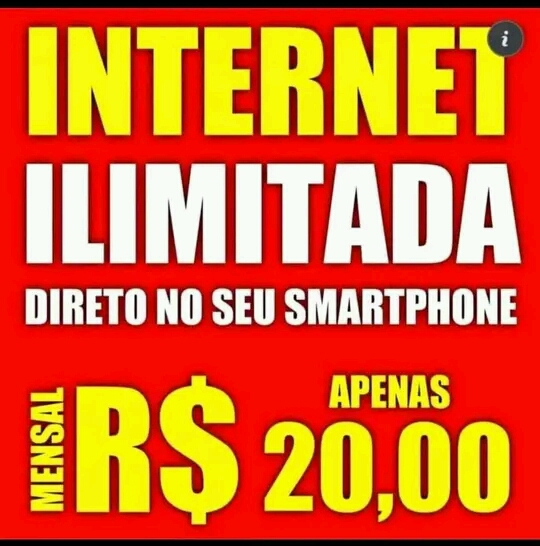 INTERNET
ILIMITADA
DIRETO NO SEU SMARTPHONE
MENSAL
APENAS
R$ 20,00